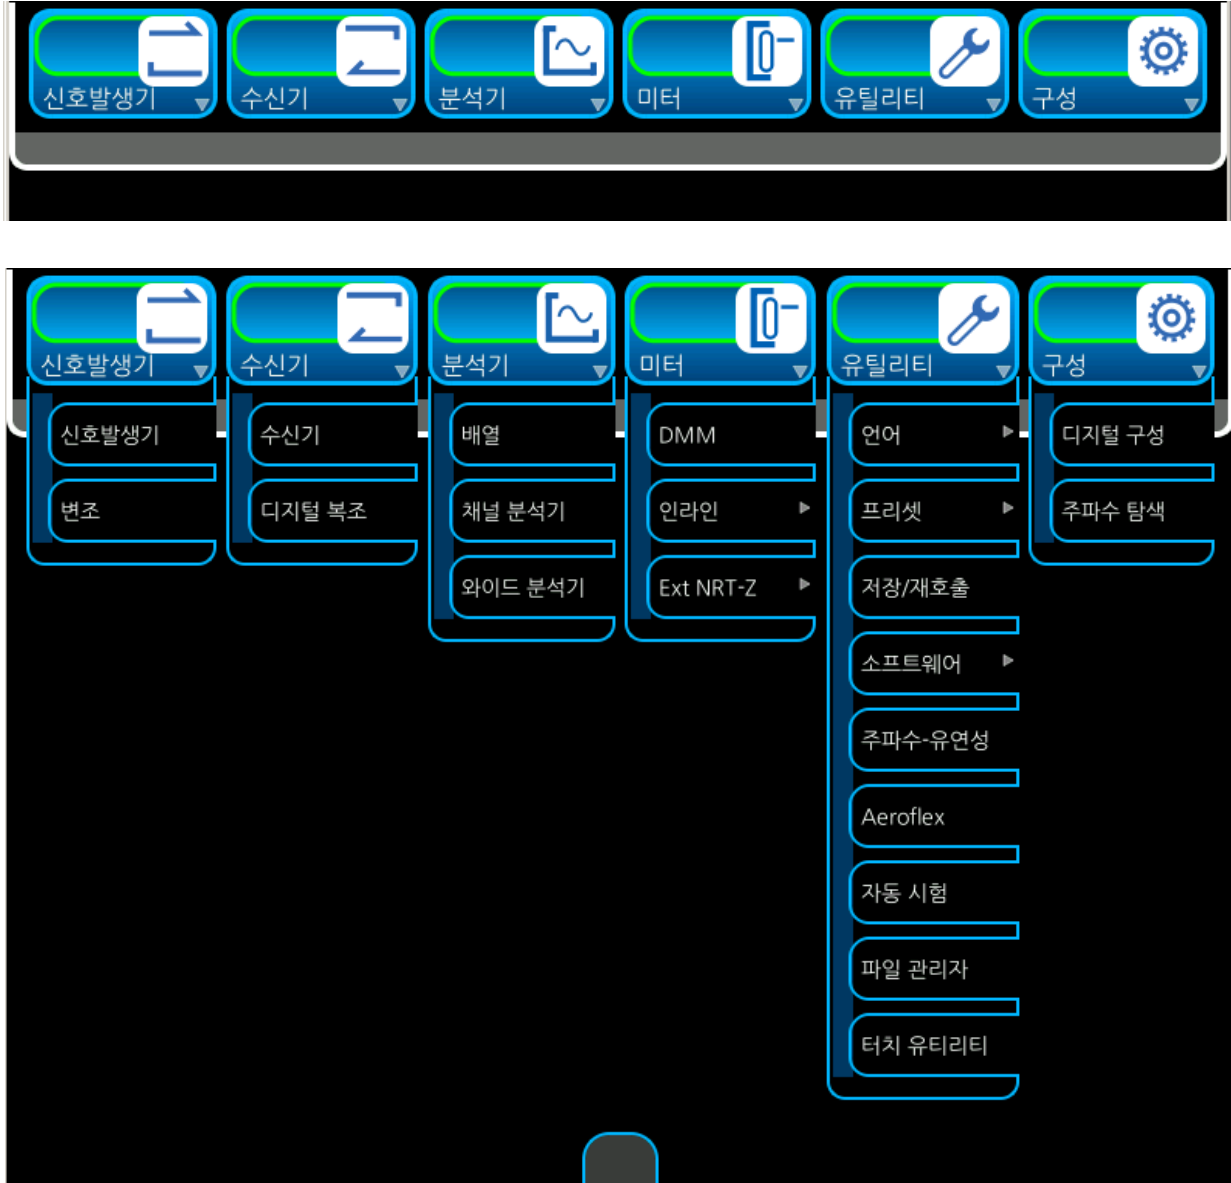 신호발생기
수신기
분석기
미터
유틸리티
구성
신호발생기
수신기
분석기
미터
유틸리티
구성
신호발생기
변조
수신기
디지털 복조
배열
채널 분석기
와이드 분석기
DMM
인라인
Ext NRT-Z
언어
프리셋
저장/재호출
소프트웨어
주파수-유연성
Aeroflex
자동 시험
파일 관리자
터치 유티리티
디지털 구성
주파수 탐색